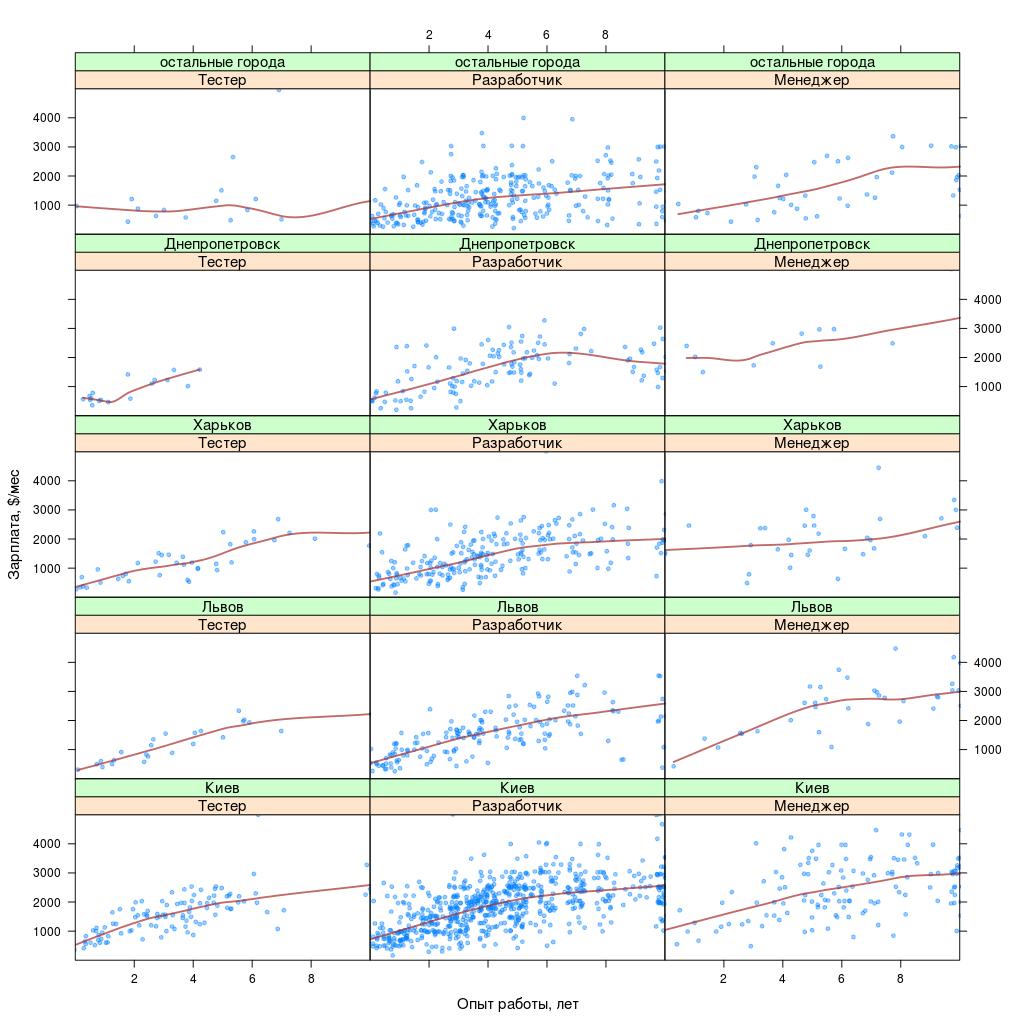 2 4 6 8
остальные города остальные города остальные города
Тестер Разработчик Менеджер
4000
3000
2000
1000
Днепропетровск Днепропетровск Днепропетровск
Тестер Разработчик Менеджер
4000
3000
2000
1000
Харьков Харьков Харьков
Тестер Разработчик Менеджер
4000
3000
2000
1000
Львов Львов Львов
Тестер Разработчик Менеджер
4000
3000
2000
1000
Киев Киев Киев
Тестер Разработчик Менеджер
4000
3000
2000
1000
2 4 6 8 2 4 6 8
Зарплата, $/мес
Опыт работы, лет